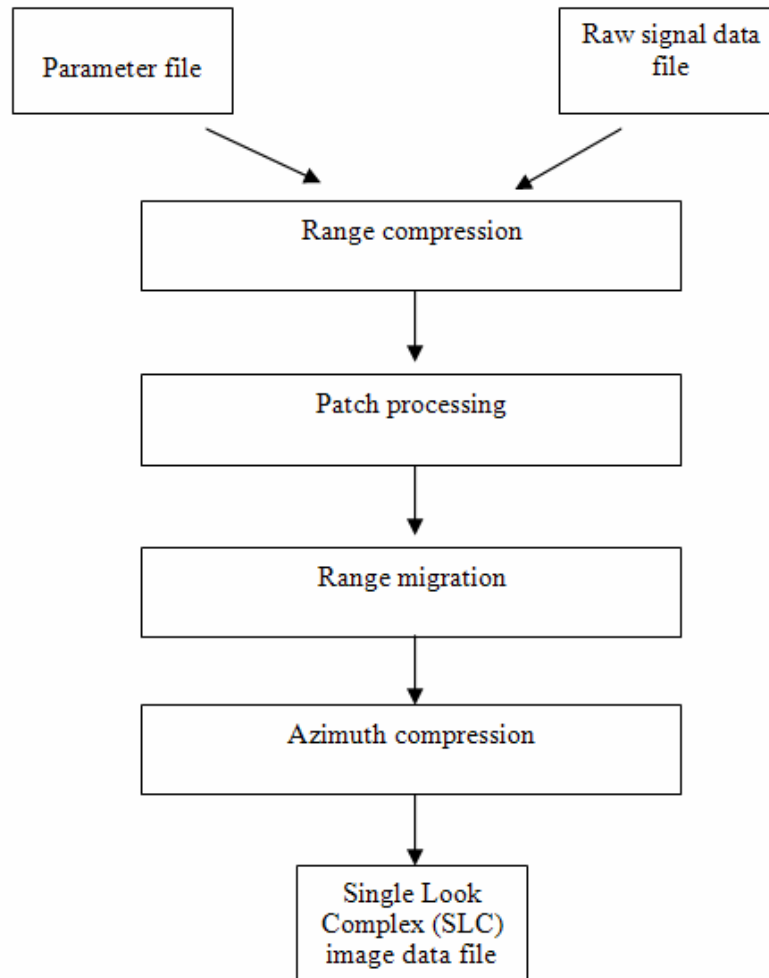 Parameter file
Raw signal data
file
Range compression
Patch processing
Range migration
Azimuth compression
Single Look
Complex (SLC)
image data file